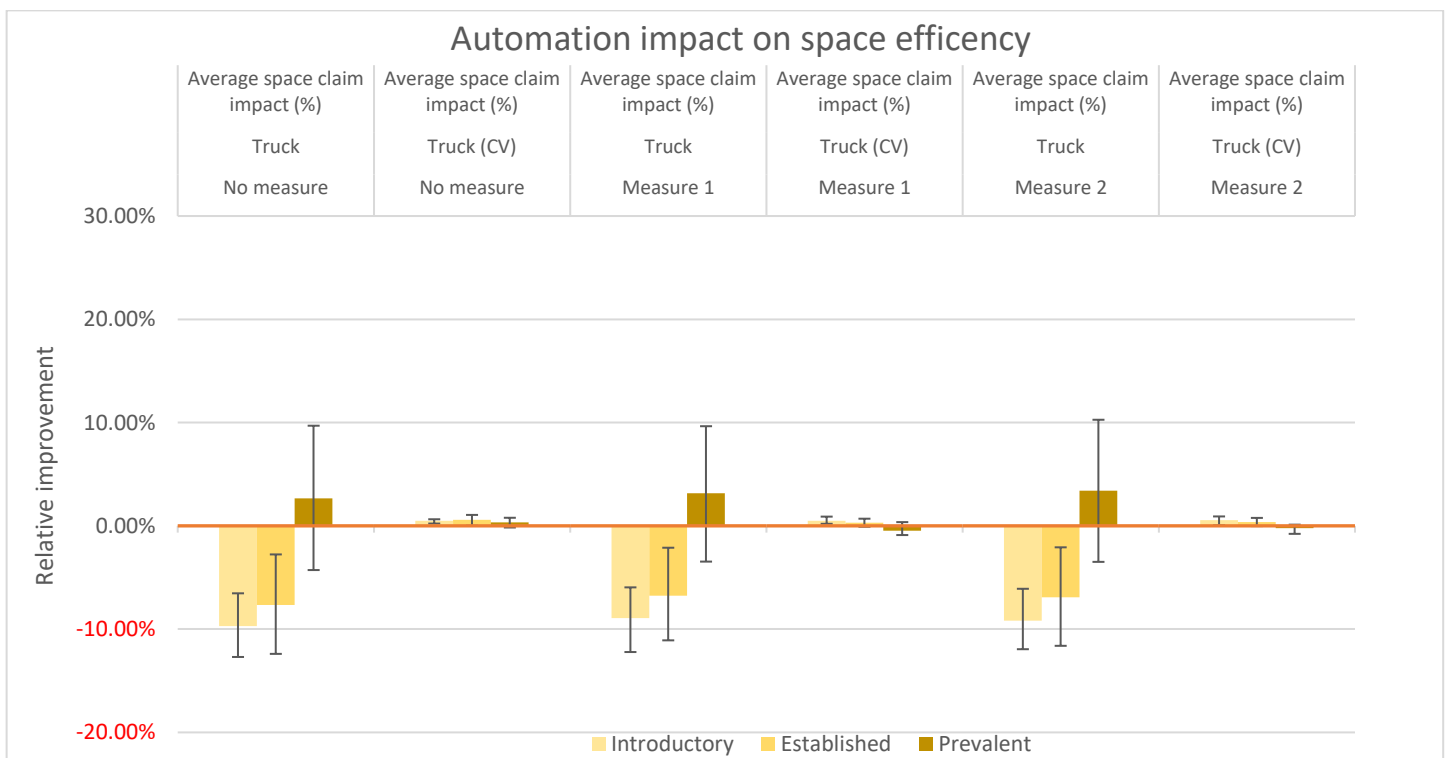 Automation impact on space efficency
Average space claim impact (%) Average space claim impact (%) Average space claim impact (%) Average space claim impact (%) Average space claim impact (%) Average space claim impact (%)
Truck Truck (CV) Truck Truck (CV) Truck Truck (CV)
No measure No measure Measure 1 Measure 1 Measure 2 Measure 2
30.00%
20.00%
10.00%
0.00%
-10.00%
-20.00%
Relative improvement
Introductory Established Prevalent